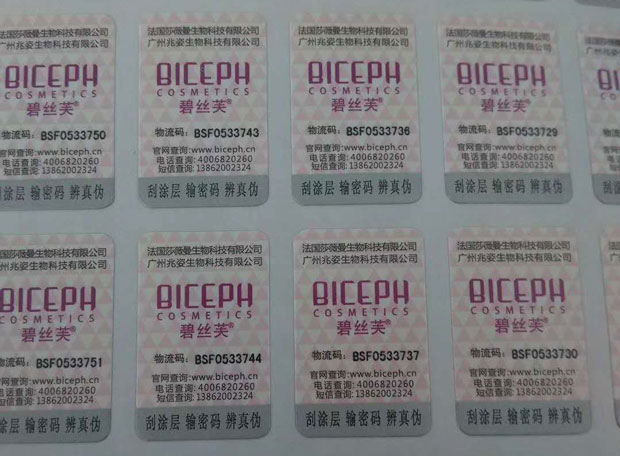 莎薇曼生物科技有限公司
兆姿生物科技有限公司
BICEPH
COSMETICS
碧丝芙®
物流码：BSF0533750
官网查询:www.biceph.cn
电话查询:4006820260
短信查询:13862002324
刮涂层 输密码 辨真伪
法国莎薇曼生物科技有限公司
广州兆姿生物科技有限公司
BICEPH
COSMETICS
碧丝芙®
物流码：BSF0533743
官网查询:www.biceph.cn
电话查询:4006820260
短信查询:13862002324
刮涂层 输密码 辨真伪
法国莎薇曼生物科技有限公司
广州兆姿生物科技有限公司
BICEPH
COSMETICS
碧丝芙®
物流码：BSF0533736
官网查询:www.biceph.cn
电话查询:4006820260
短信查询:13862002324
刮涂层 输密码 辨真伪
法国莎薇曼生物科技有限公司
广州兆姿生物科技有限公司
BICEPH
COSMETICS
碧丝芙®
物流码：BSF0533729
官网查询:www.biceph.cn
电话查询:4006820260
短信查询:13862002324
刮涂层 输密码 辨真伪
莎薇曼生物科技有限公司
兆姿生物科技有限公司
ICEPH
COSMETICS
碧丝芙®
物流码：BSF0533751
官网查询:www.biceph.cn
电话查询:4006820260
短信查询:13862002324
刮涂层 输密码 辨真伪
法国莎薇曼生物科技有限公司
广州兆姿生物科技有限公司
BICEPH
COSMETICS
碧丝芙®
物流码：BSF0533744
官网查询:www.biceph.cn
电话查询:4006820260
短信查询:13862002324
刮涂层 输密码 辨真伪
法国莎薇曼生物科技有限公司
广州兆姿生物科技有限公司
BICEPH
COSMETICS
碧丝芙®
物流码：BSF0533737
官网查询:www.biceph.cn
电话查询:4006820260
短信查询:13862002324
刮涂层 输密码 辨真伪
法国莎薇曼生物科技有限公司
广州兆姿生物科技有限公司
BICEPH
COSMETICS
碧丝芙®
物流码：BSF0533730
官网查询:www.biceph.cn
电话查询:4006820260
短信查询:13862002324
刮涂层 输密码 辨真伪